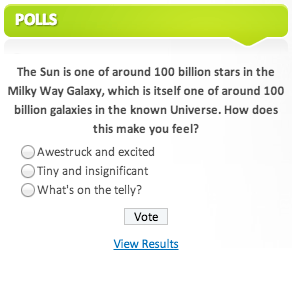 POLLS
The Sun is one of around 100 billion stars in the
Milky Way Galaxy, which is itself one of around 100
billion galaxies in the known Universe. How does
this make you feel?
Awestruck and excited
Tiny and insignificant
What's on the telly?
Vote
View Results